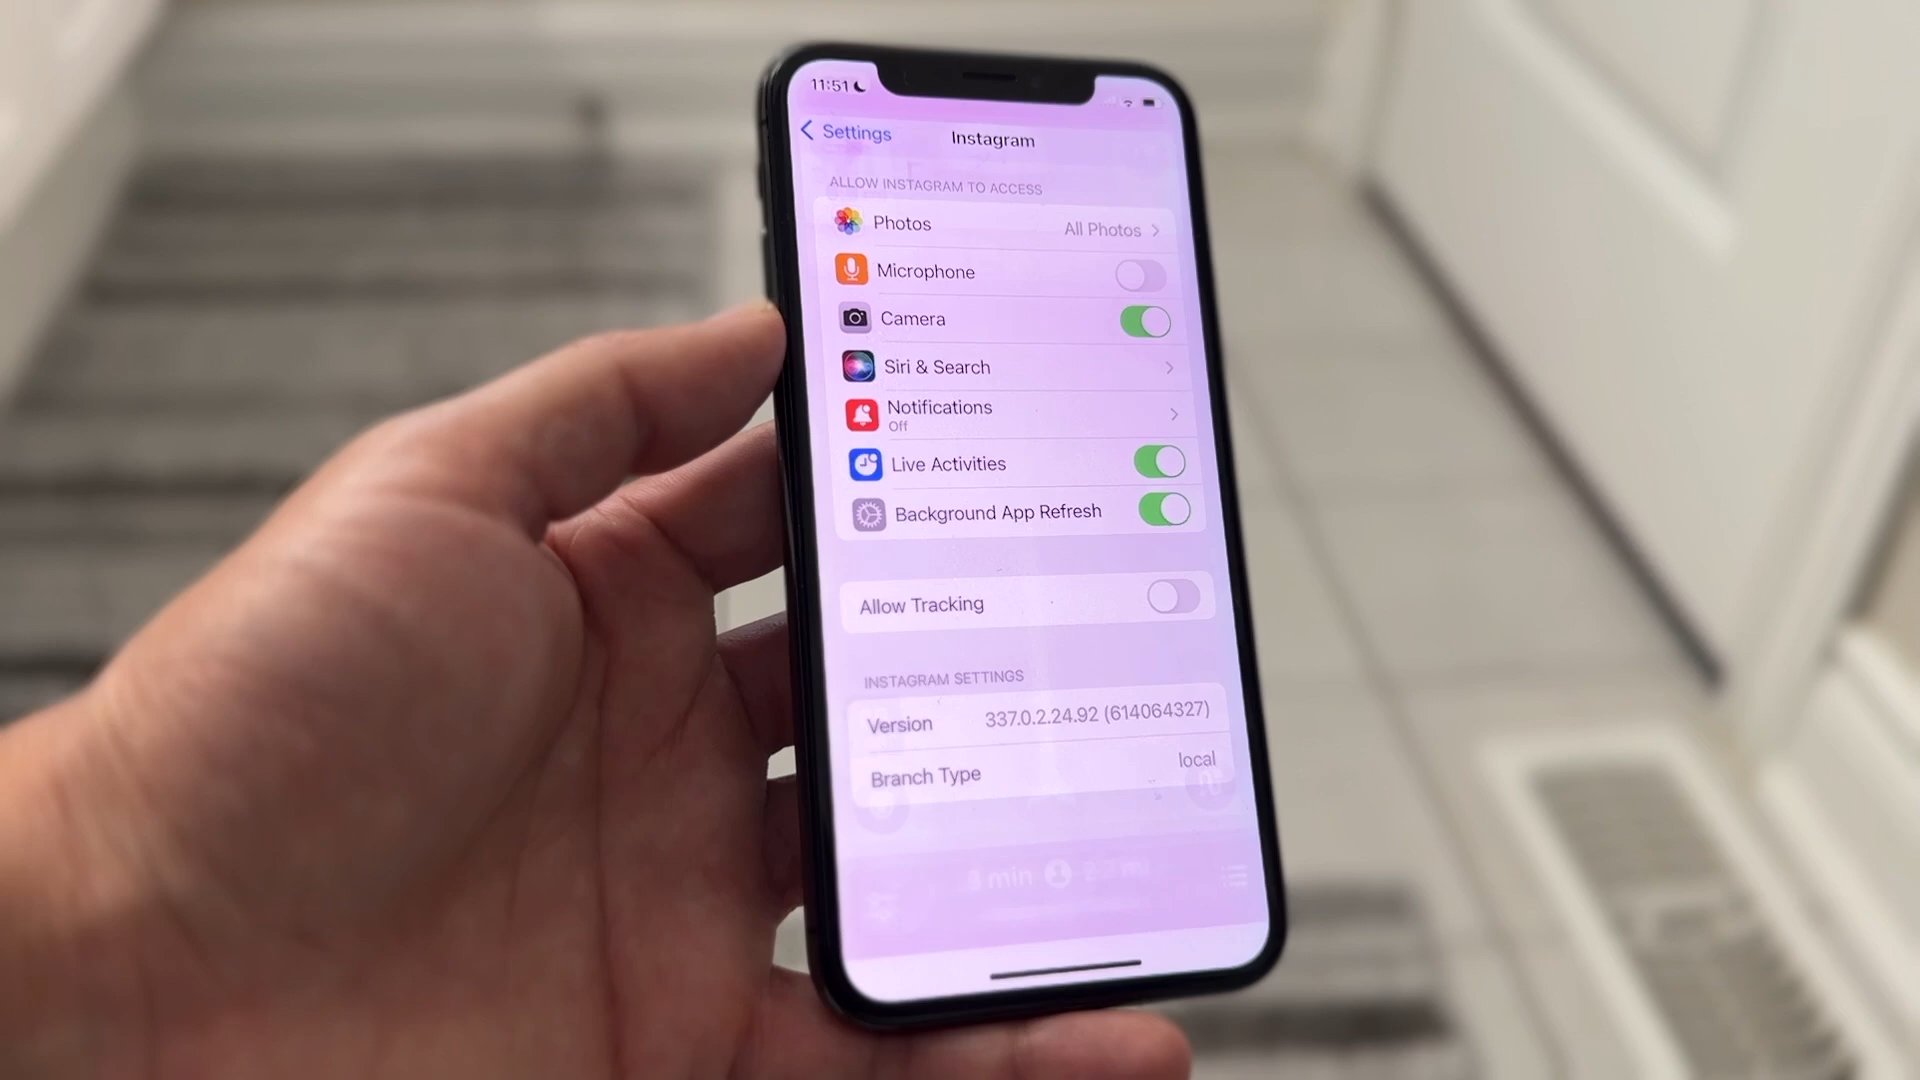 11:51
Settings
Instagram
ALLOW INSTAGRAM TO ACCESS
Photos All Photos
Microphone
Camera
Siri & Search
Notifications
Off
Live Activities
Background App Refresh
Allow Tracking
INSTAGRAM SETTINGS
Version 337.0.2.24.92 (614064327)
Branch Type local
min